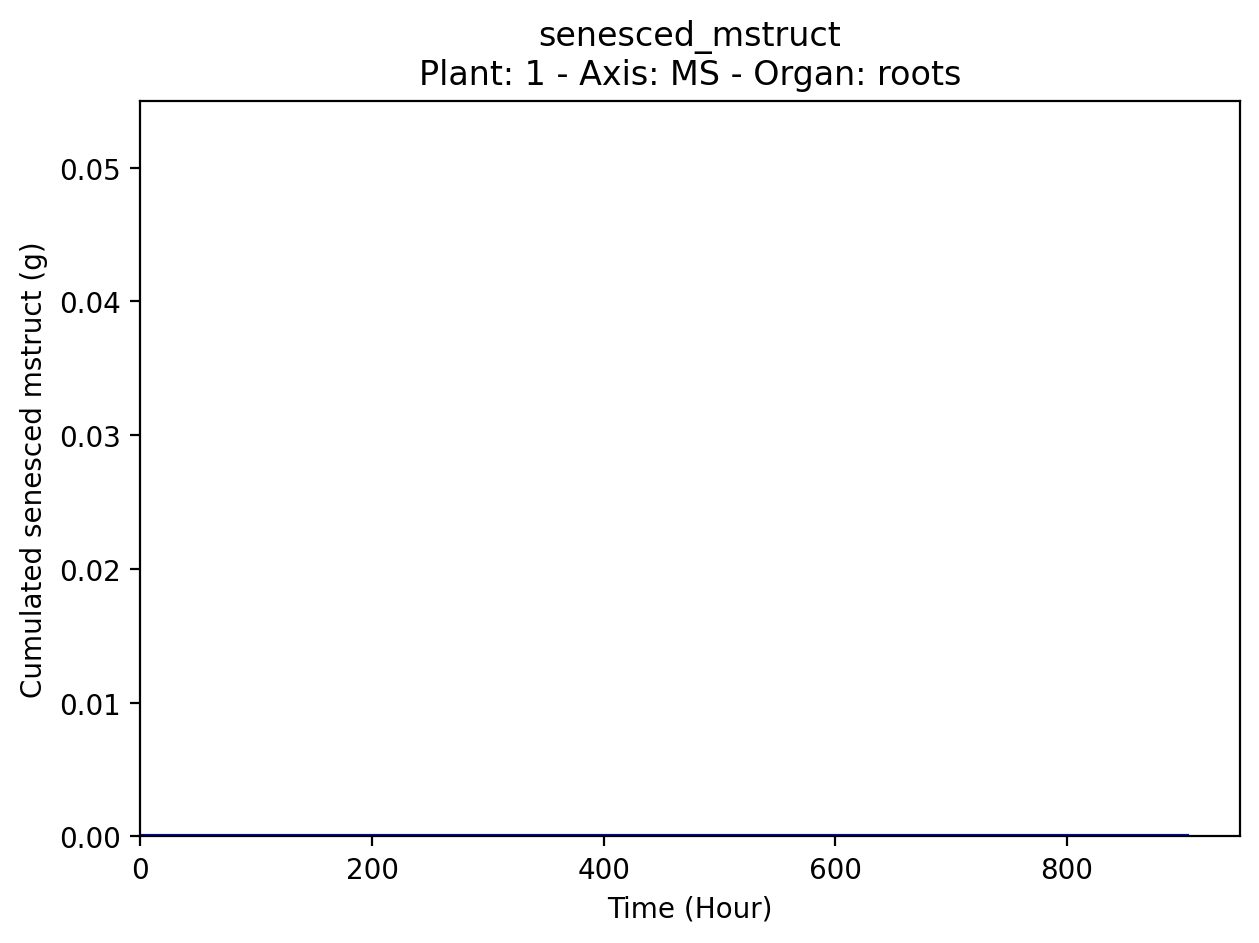 senesced_mstruct
Plant: 1 - Axis: MS - Organ: roots
Cumulated senesced mstruct (g)
0.05
0.04
0.03
0.02
0.01
0.00
0 200 400 600 800
Time (Hour)